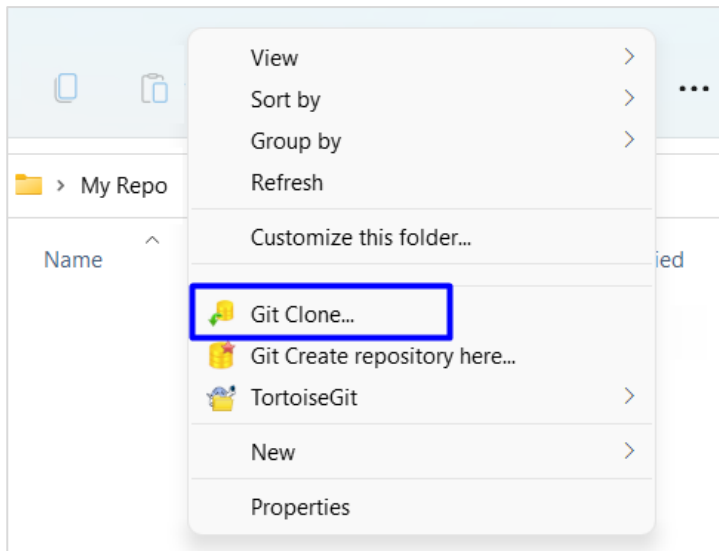 View
Sort by
Group by
My Repo
Refresh
Customize this folder...
Name
ied
Git Clone...
Git Create repository here...
TortoiseGit
New
Properties